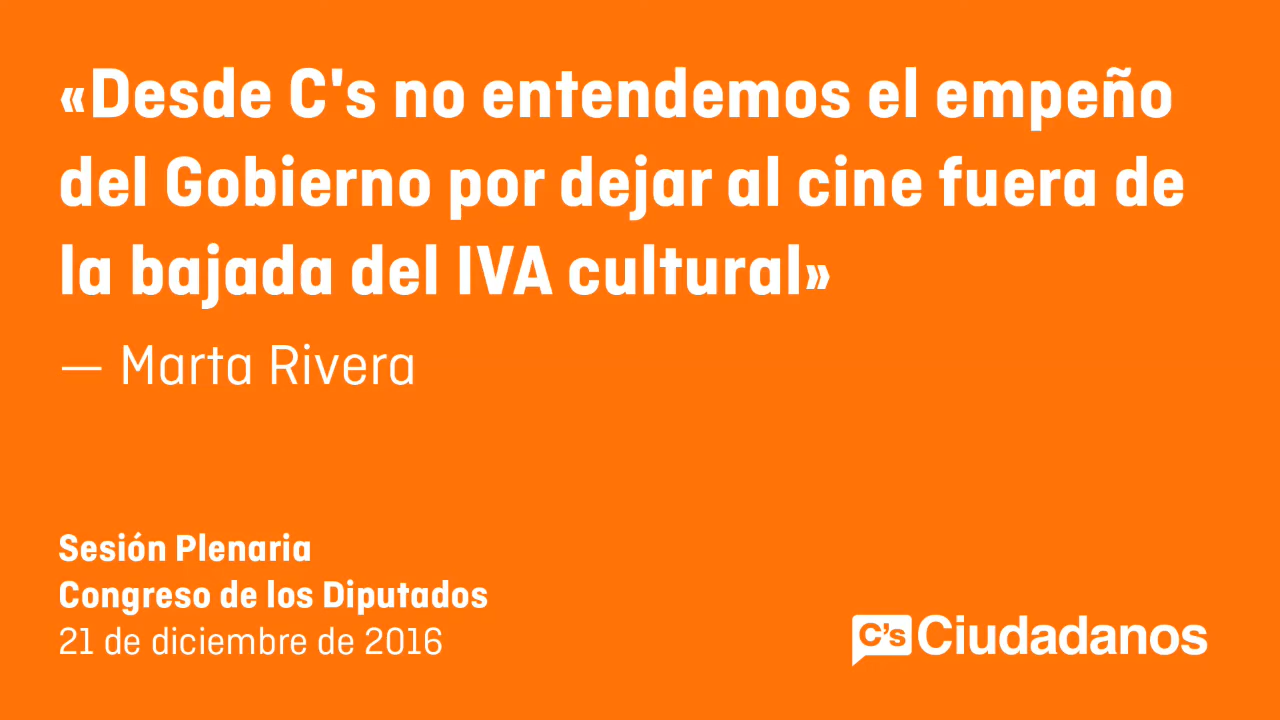 «Desde C's no entendemos el empeño
del Gobierno por dejar al cine fuera de
la bajada del IVA cultural»
— Marta Rivera
Sesión Plenaria
Congreso de los Diputados
21 de diciembre de 2016
C's Ciudadanos